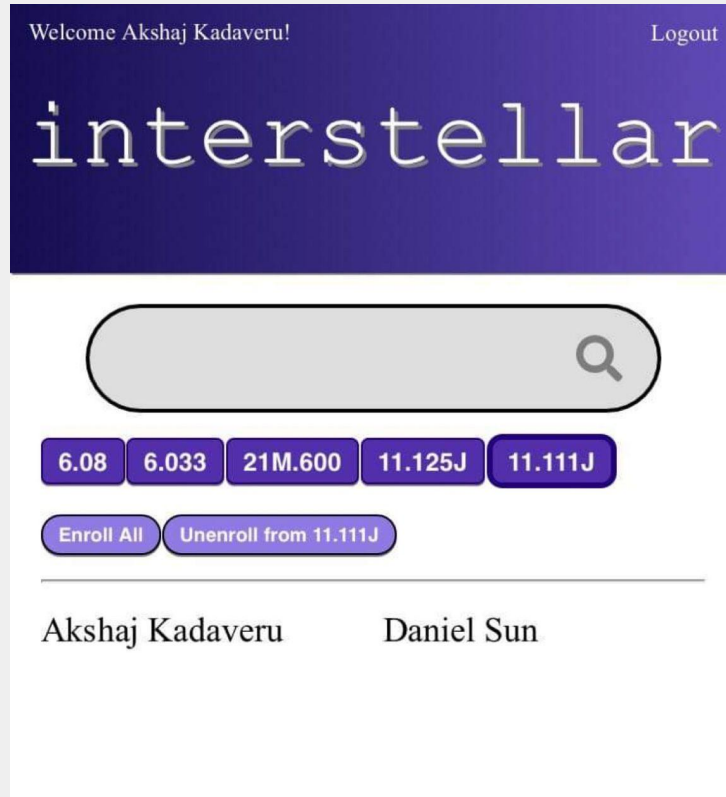 Welcome Akshaj Kadaveru! Logout
interstellar
6.08 6.033 21M.600 11.125J 11.111J
Enroll All Unenroll from 11.111J
Akshaj Kadaveru Daniel Sun